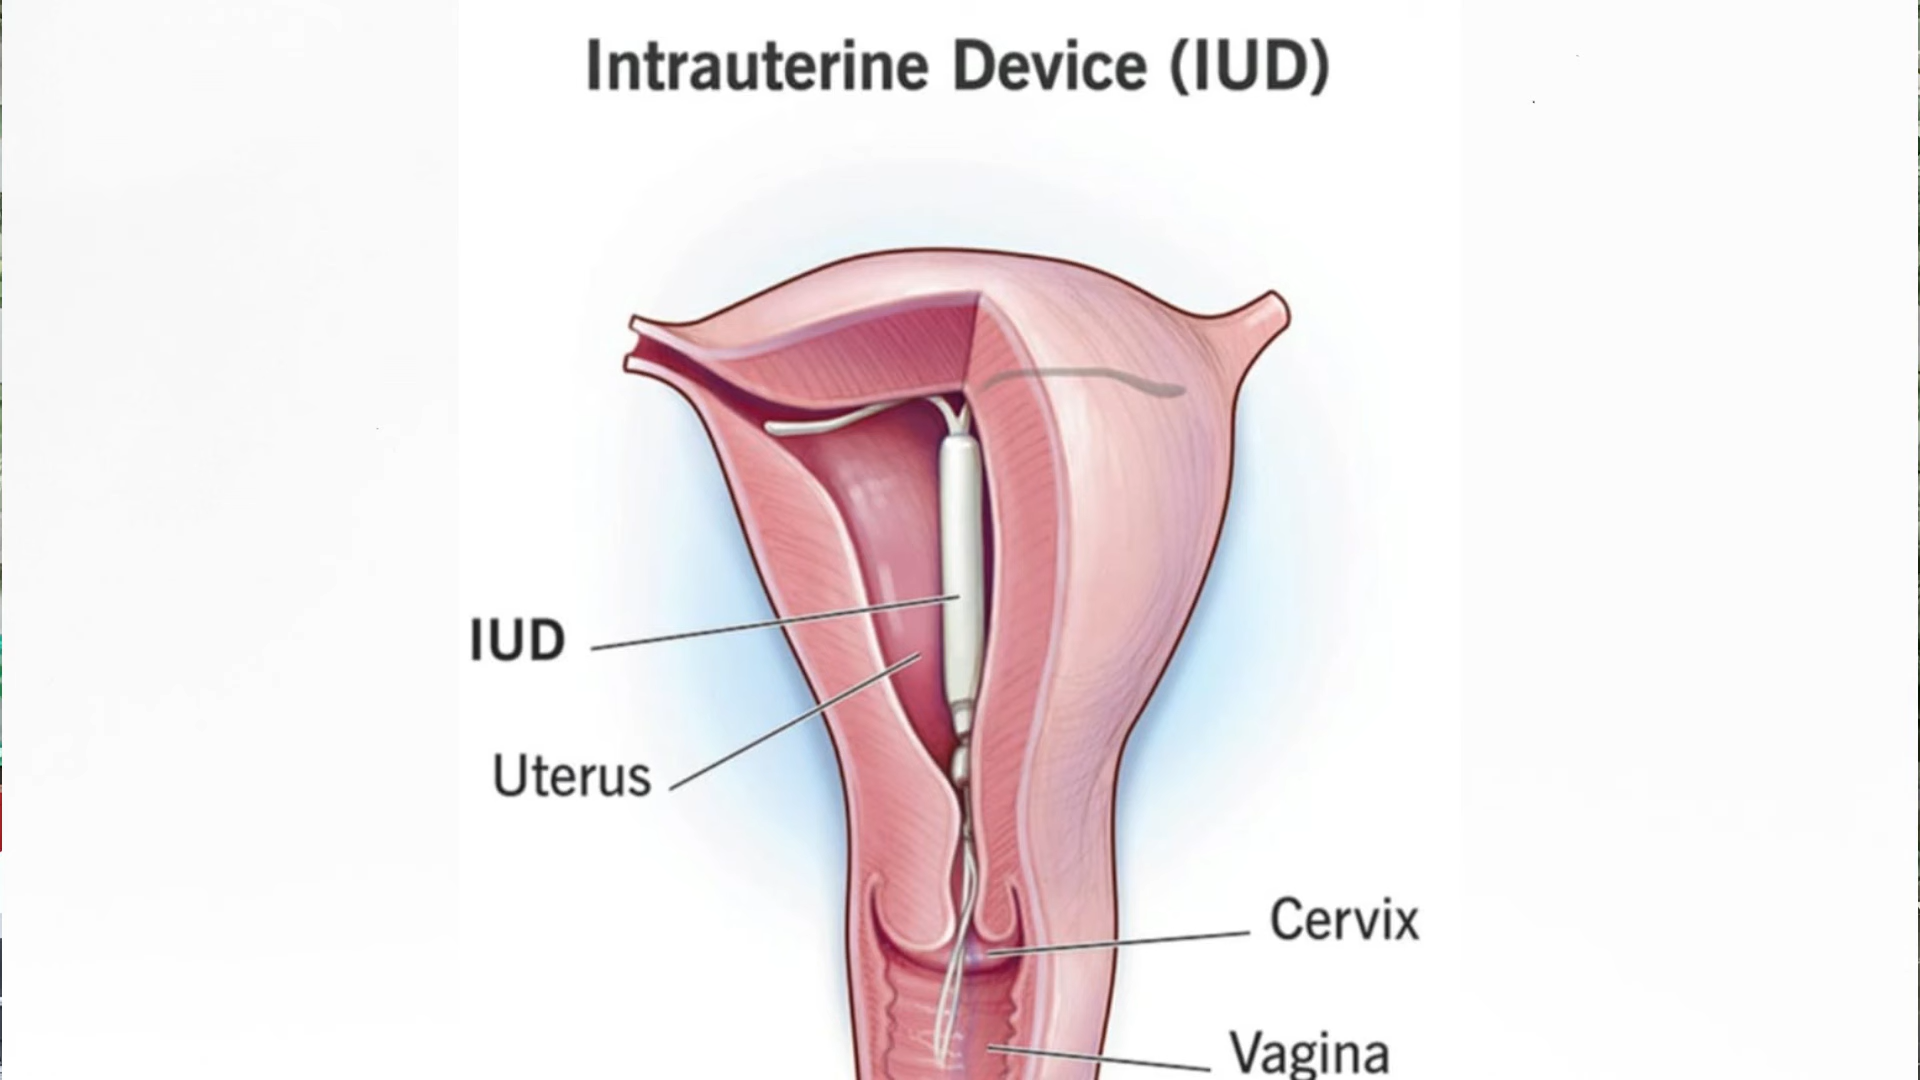 Intrauterine Device (IUD)
IUD
Uterus
Cervix
Vagina